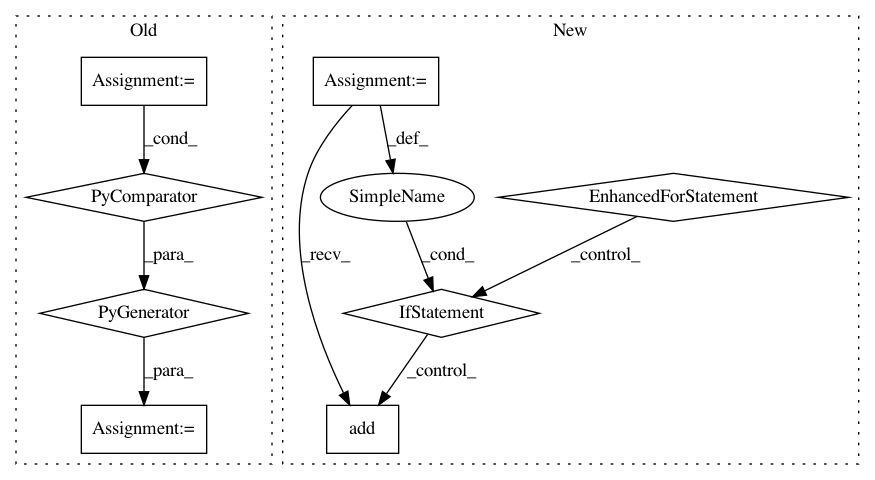 Old
New
Assignment:=
Assignment:=
_cond_
_def_
PyComparator
SimpleName
EnhancedForStatement
_para_
_recv_
_cond_
_control_
PyGenerator
IfStatement
_para_
_control_
Assignment:=
add